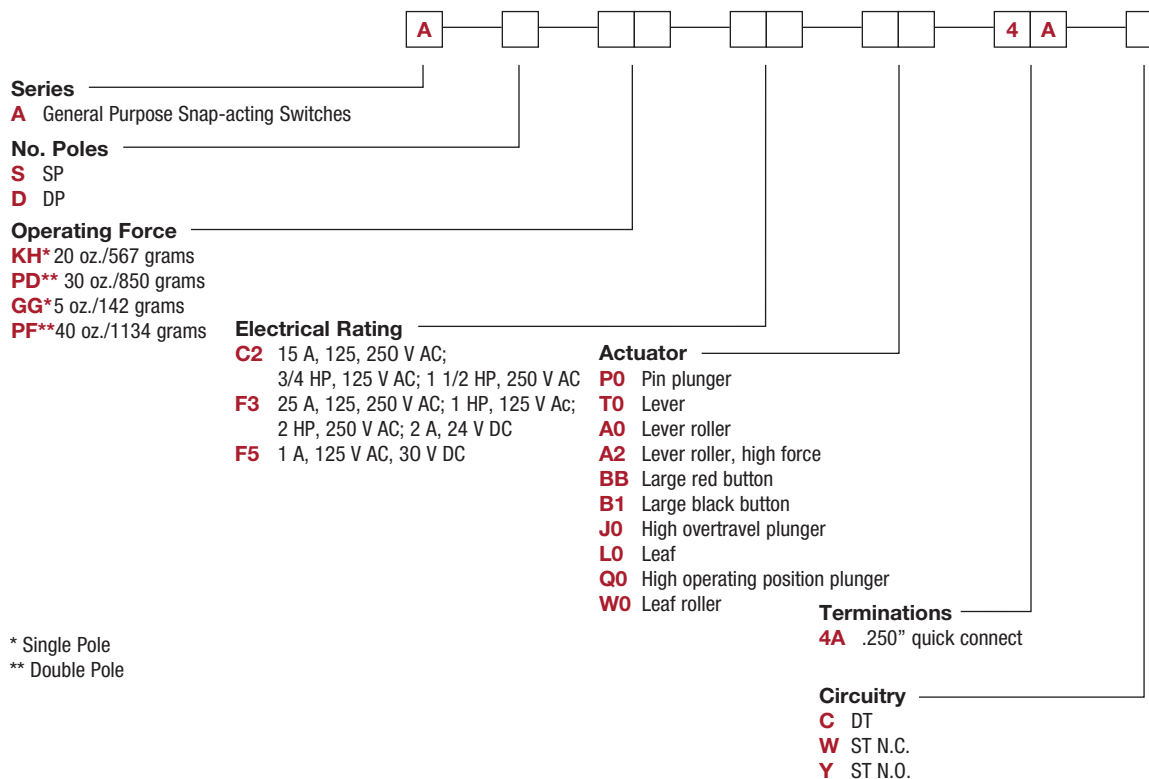 A 4 A
Series
A General Purpose Snap-acting Switches
No. Poles
S SP
D DP
Operating Force
KH* 20 oz./567 grams
PD** 30 oz./850 grams
GG* 5 oz./142 grams
PF** 40 oz./1134 grams
Electrical Rating
C2 15 A, 125, 250 V AC;
3/4 HP, 125 V AC; 1 1/2 HP, 250 V AC
F3 25 A, 125, 250 V AC; 1 HP, 125 V Ac;
2 HP, 250 V AC; 2 A, 24 V DC
F5 1 A, 125 V AC, 30 V DC
Actuator
P0 Pin plunger
T0 Lever
A0 Lever roller
A2 Lever roller, high force
BB Large red button
B1 Large black button
J0 High overtravel plunger
L0 Leaf
Q0 High operating position plunger
W0 Leaf roller
Terminations
4A .250” quick connect
* Single Pole
** Double Pole
Circuitry
C DT
W ST N.C.
Y ST N.O.